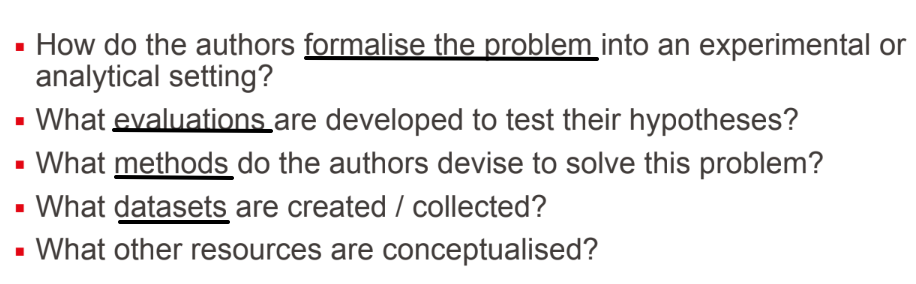 How do the authors formalise the problem into an experimental or
analytical setting?
What evaluations are developed to test their hypotheses?
What methods do the authors devise to solve this problem?
What datasets are created / collected?
What other resources are conceptualised?